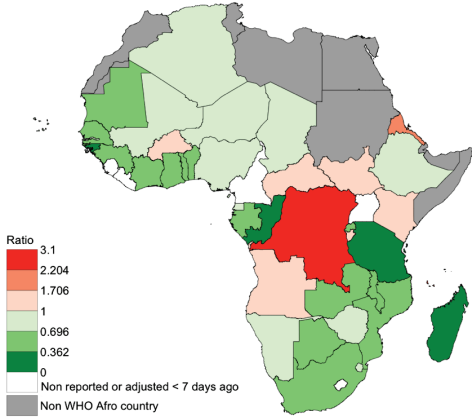 Ratio
3.1
2.204
1.706
1
0.696
0.362
0
Non reported or adjusted < 7 days ago
Non WHO Afro country